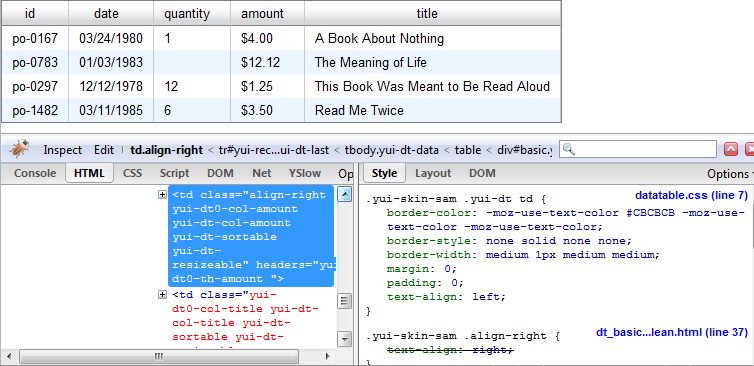 id date quantity amount title
po-0167 03/24/1980 1 $4.00 A Book About Nothing
po-0783 01/03/1983 $12.12 The Meaning of Life
po-0297 12/12/1978 12 $1.25 This Book Was Meant to Be Read Aloud
po-1482 03/11/1985 6 $3.50 Read Me Twice
Inspect Edit td.align-right < tr#yui-rec...ui-dt-last < tbody.yui-dt-data < table < div#basic.y
Console HTML CSS Script DOM Net YSlow Op
Style Layout DOM Options
<td class="align-right
yui-dt0-col-amount
yui-dt-col-amount
yui-dt-sortable
yui-dt-
resizeable" headers="yui
dt0-th-amount ">
<td class="yui-
dt0-col-title yui-dt-
col-title yui-dt-
sortable yui-dt-
.yui-skin-sam .yui-dt td { datatable.css (line 7)
border-color: -moz-use-text-color #CBCBCB -moz-use-
text-color -moz-use-text-color;
border-style: none solid none none;
border-width: medium 1px medium medium;
margin: 0;
padding: 0;
text-align: left;
}
.yui-skin-sam .align-right { dt_basic...lean.html (line 37)
text-align: right;
}